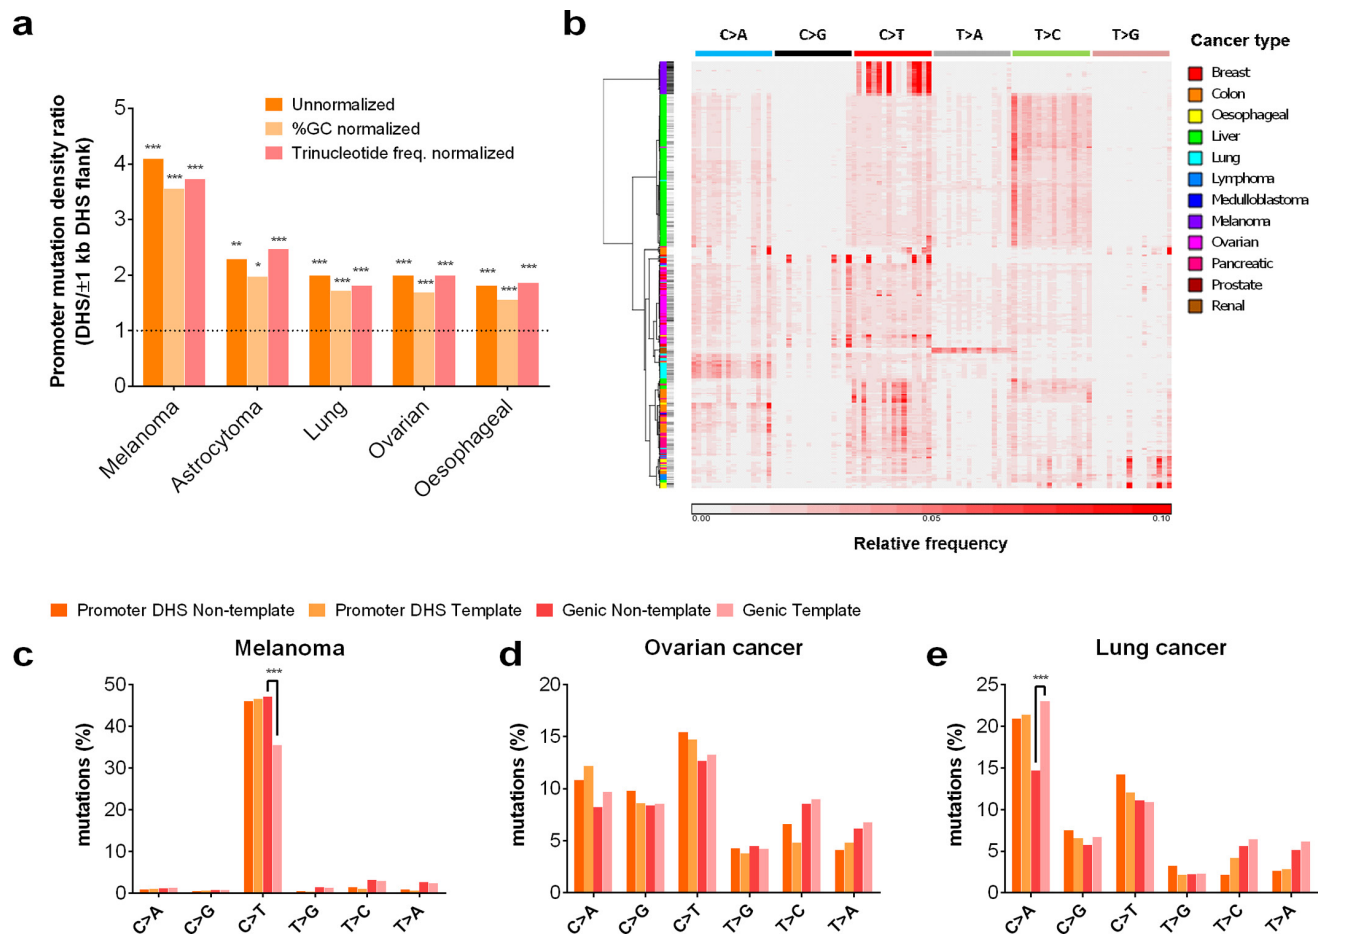 a
Promoter mutation density ratio
(DHS/±1 kb DHS flank)
5
4
3
2
1
0
Unnormalized
%GC normalized
Trinucleotide freq. normalized
*** *** ***
** * ***
*** *** ***
*** *** ***
*** *** ***
Melanoma
Astrocytoma
Lung
Ovarian
Oesophageal
b
C>A C>G C>T T>A T>C T>G
Cancer type
Breast
Colon
Oesophageal
Liver
Lung
Lymphoma
Medulloblastoma
Melanoma
Ovarian
Pancreatic
Prostate
Renal
0.00 0.05 0.10
Relative frequency
Promoter DHS Non-template Promoter DHS Template Genic Non-template Genic Template
c
Melanoma
mutations (%)
50
40
30
20
10
0
***
C>A C>G C>T T>G T>C T>A
d
Ovarian cancer
mutations (%)
20
15
10
5
0
C>A C>G C>T T>G T>C T>A
e
Lung cancer
mutations (%)
25
20
15
10
5
0
***
C>A C>G C>T T>G T>C T>A